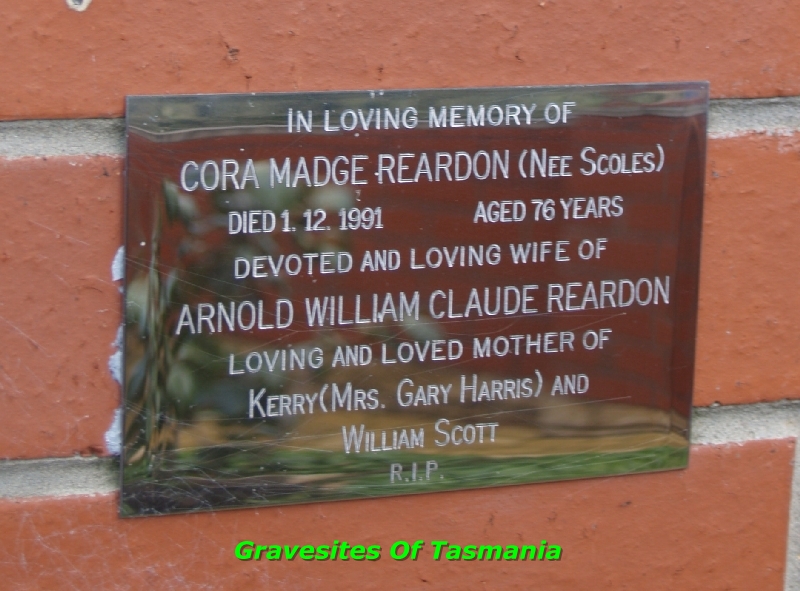 IN LOVING MEMORY OF
CORA MADGE REARDON (NEE SCOLES)
DIED 1. 12. 1991 AGED 76 YEARS
DEVOTED AND LOVING WIFE OF
ARNOLD WILLIAM CLAUDE REARDON
LOVING AND LOVED MOTHER OF
KERRY (MRS. GARY HARRIS) AND
WILLIAM SCOTT
R.I.P.
Gravesites Of Tasmania